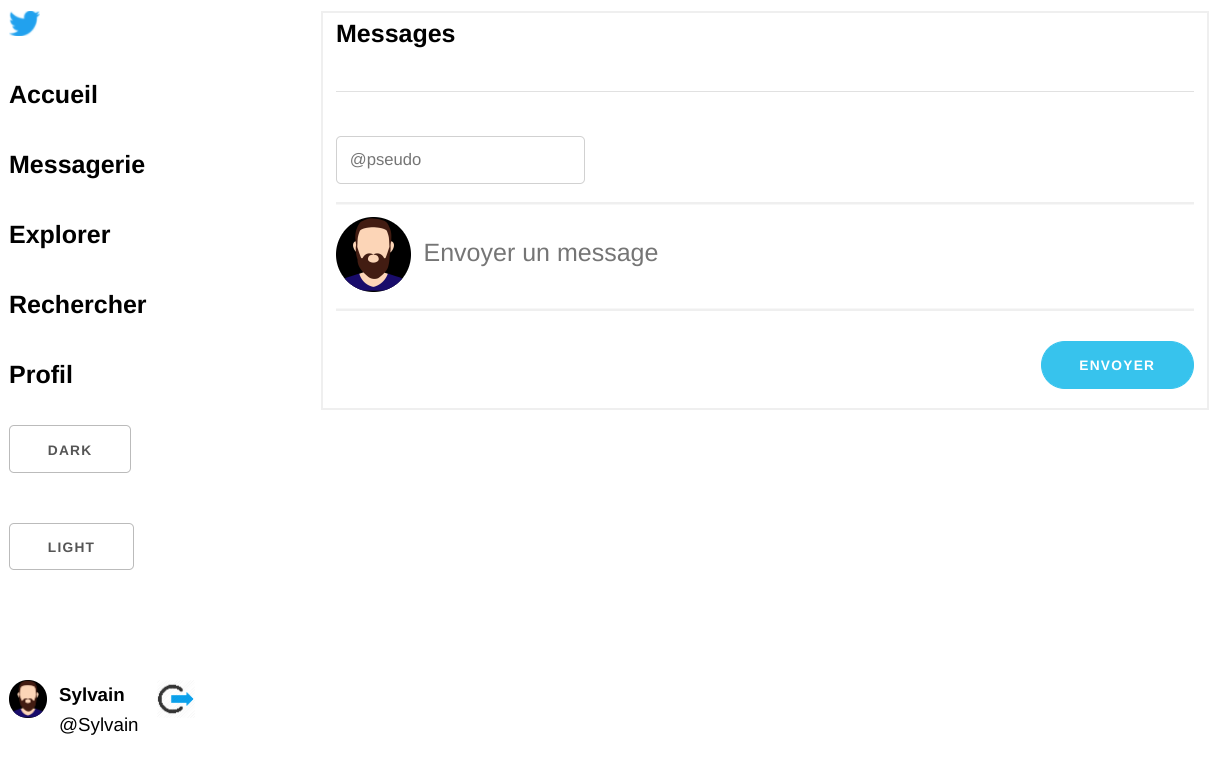 Accueil
Messagerie
Explorer
Rechercher
Profil
DARK
LIGHT
Sylvain
@Sylvain
Messages
@pseudo
Envoyer un message
ENVOYER